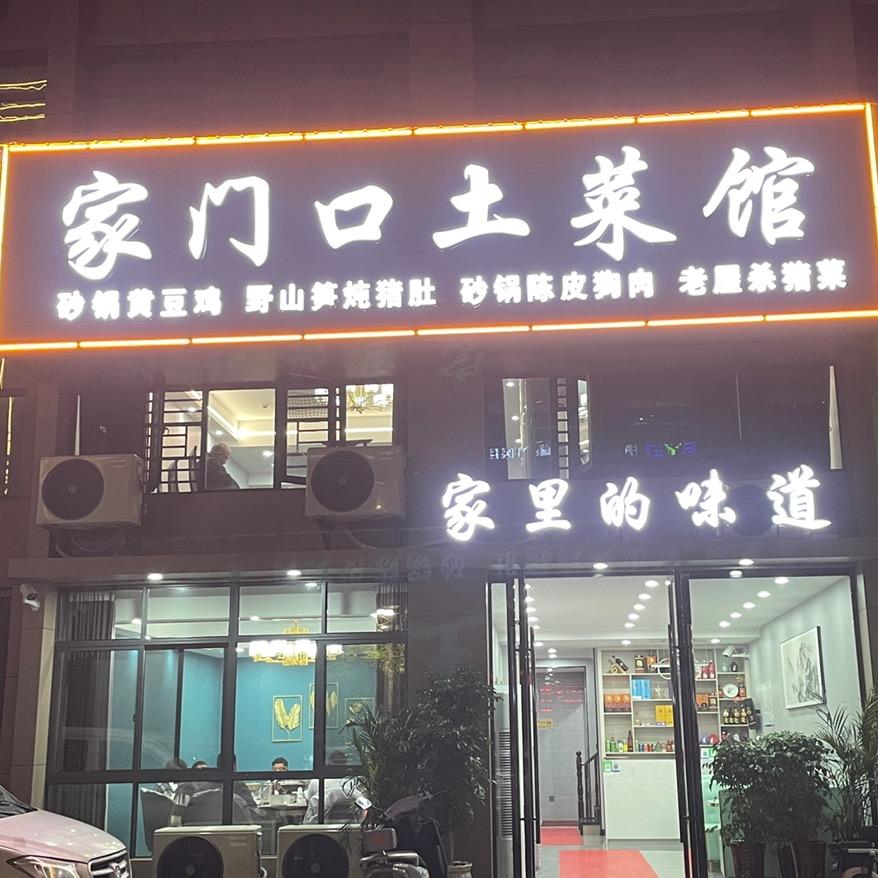 家门口土菜馆
砂锅黄豆鸡 野山笋炖猪肚 砂锅陈皮狗肉 老屋杀猪菜
家里的味道